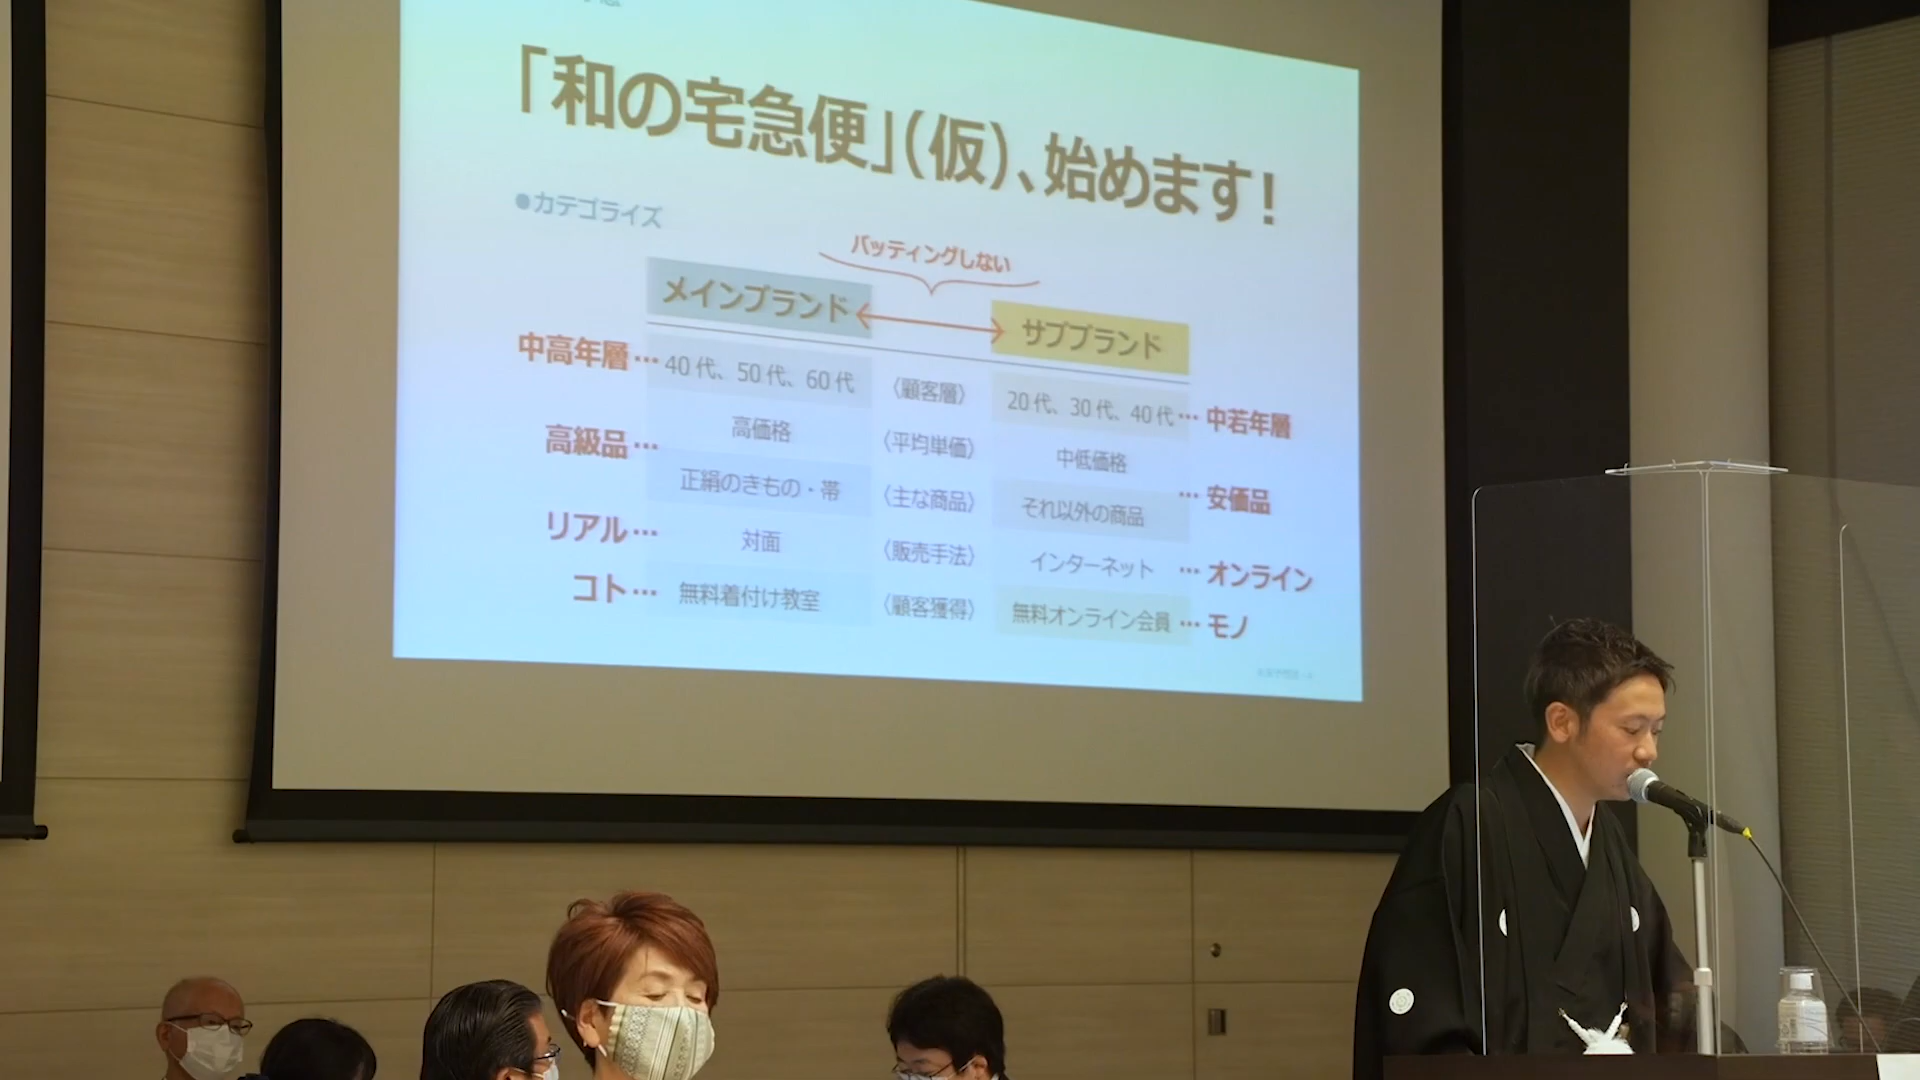 「和の宅急便」(仮)、始めます!
●カテゴライズ
バッティングしない
メインブランド
サブブランド
中高年層… 40代、50代、60代 〈顧客層〉 20代、30代、40代 …中若年層
高級品… 高価格 〈平均単価〉 中低価格
正絹のきもの・帯 〈主な商品〉 それ以外の商品 …安価品
リアル… 対面 〈販売手法〉 インターネット …オンライン
コト… 無料着付け教室 〈顧客獲得〉 無料オンライン会員 …モノ